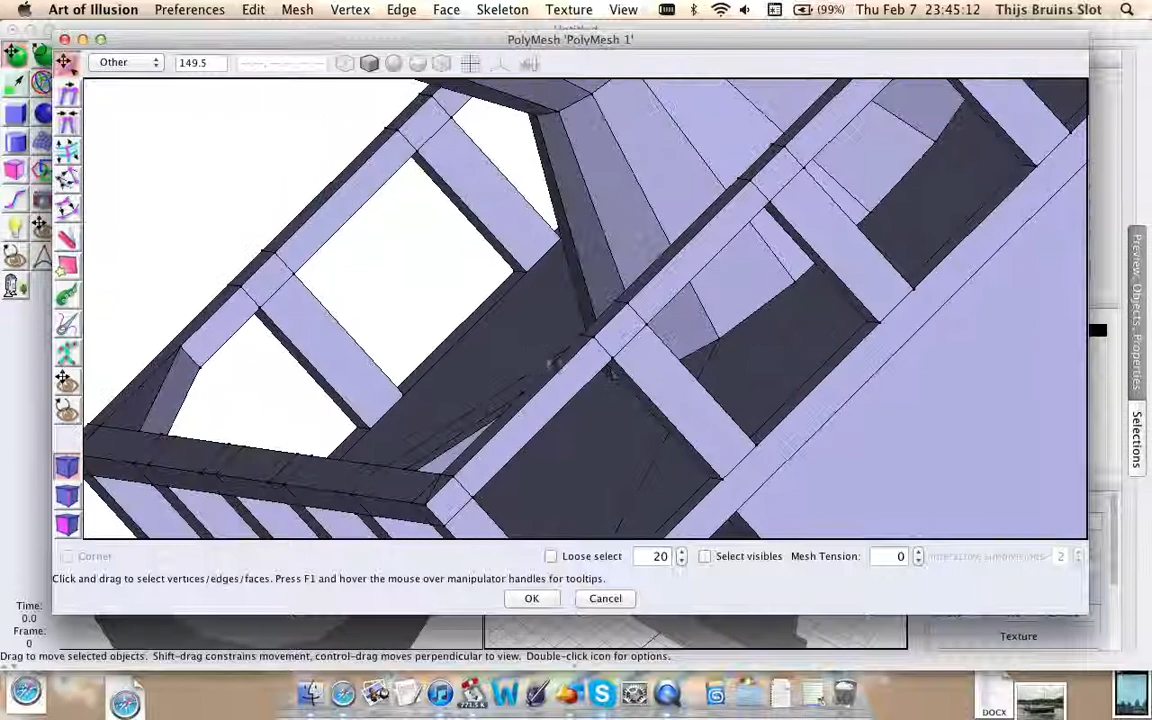 Art of Illusion Preferences Edit Mesh Vertex Edge Face Skeleton Texture View (99%) Thu Feb 7 23:45:12 Thijs Bruins Slot
PolyMesh 'PolyMesh 1'
Other 149.5
Preview, Objects, Properties
Selections
Corner Loose select 20 Select visibles Mesh Tension: 0
Click and drag to select vertices/edges/faces. Press F1 and hover the mouse over manipulator handles for tooltips.
OK Cancel
Time:
0.0
Frame:
0
Texture
Drag to move selected objects. Shift-drag constrains movement, control-drag moves perpendicular to view. Double-click icon for options.
DOCX